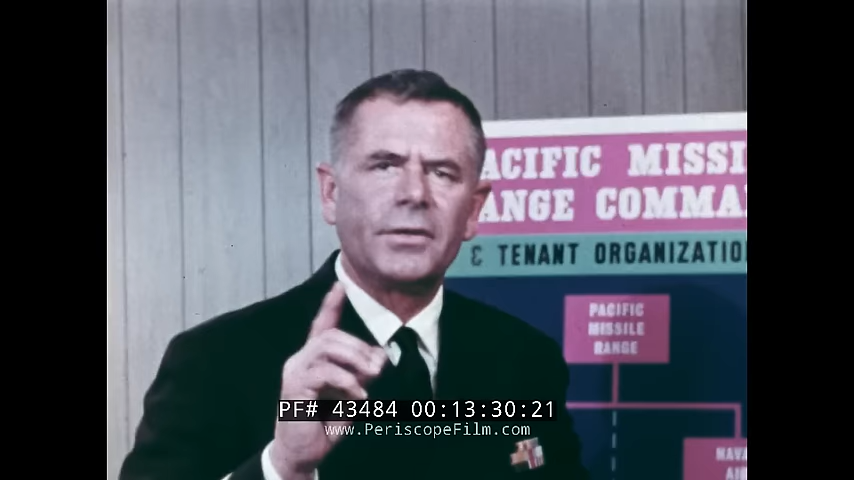 ACIFIC MISSI
ANGE COMMA
& TENANT ORGANIZATIO
PACIFIC
MISSILE
RANGE
NAVA
AI
PF# 43484 00:13:30:21
www.PeriscopeFilm.com